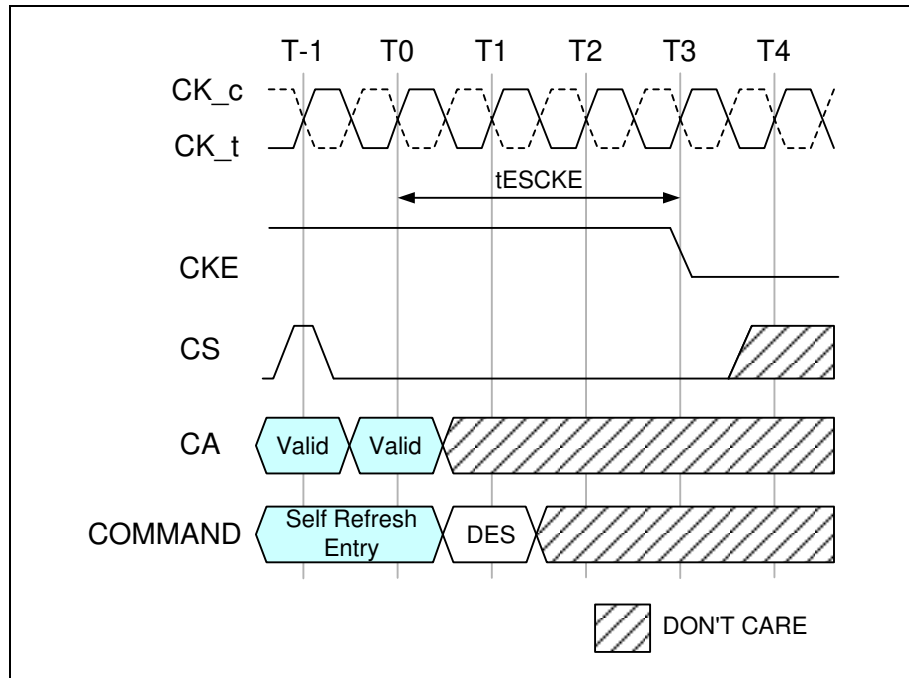 T-1 T0 T1 T2 T3 T4
CK_c
CK_t
tESCKE
CKE
CS
CA Valid Valid
COMMAND Self Refresh
Entry DES
DON'T CARE